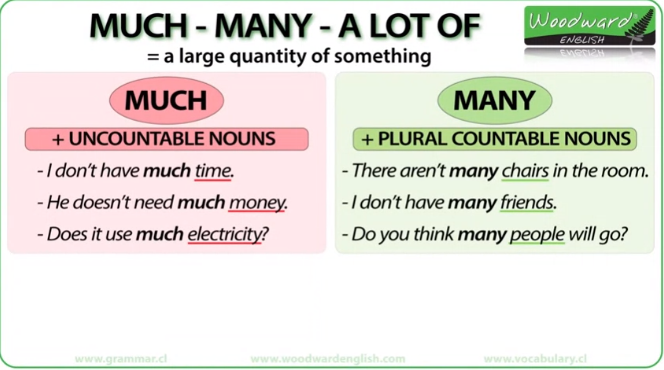 MUCH - MANY - A LOT OF
= a large quantity of something
Woodward®
ENGLISH
MUCH
+ UNCOUNTABLE NOUNS
- I don't have much time.
- He doesn't need much money.
- Does it use much electricity?
MANY
+ PLURAL COUNTABLE NOUNS
- There aren't many chairs in the room.
- I don't have many friends.
- Do you think many people will go?
www.grammar.cl
www.woodwardenglish.com
www.vocabulary.cl